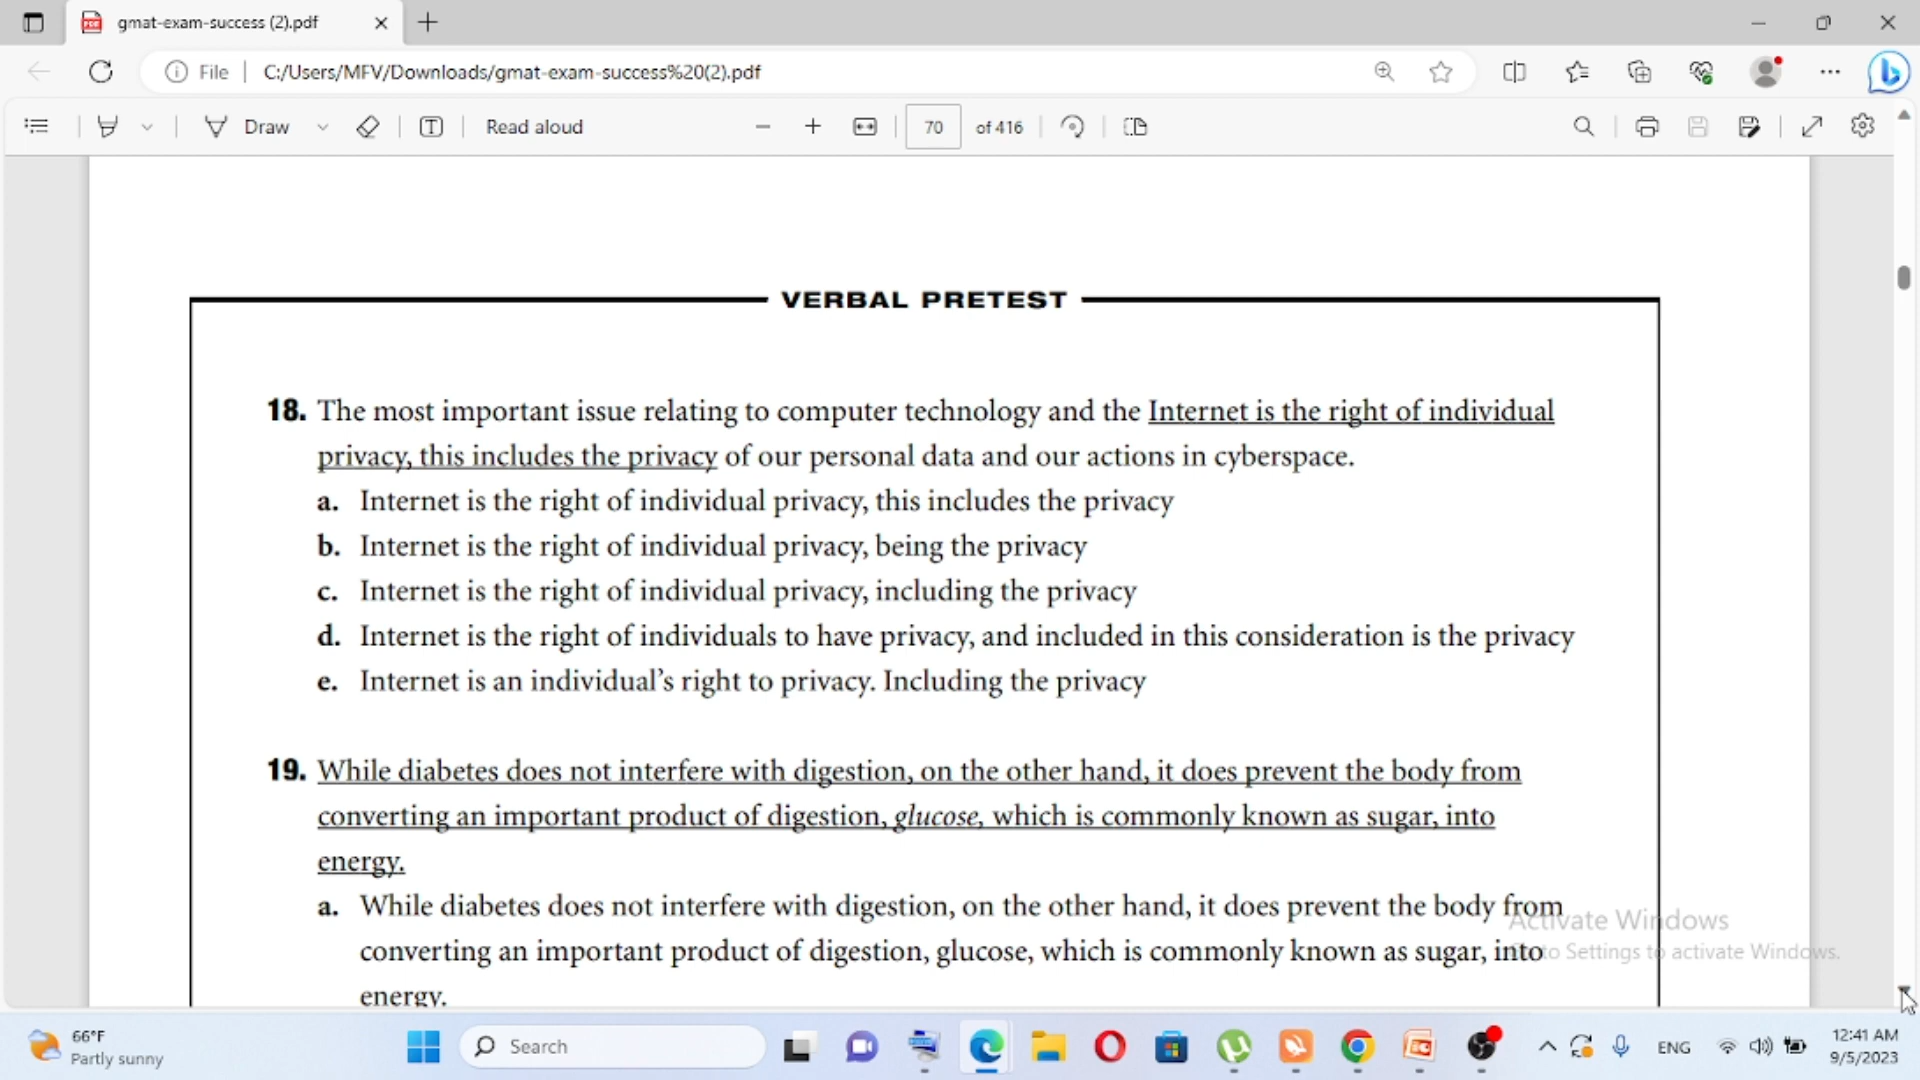 gmat-exam-success (2).pdf
File
C:/Users/MFV/Downloads/gmat-exam-success%20(2).pdf
Draw
Read aloud
70 of 416
VERBAL PRETEST
18. The most important issue relating to computer technology and the Internet is the right of individual
privacy, this includes the privacy of our personal data and our actions in cyberspace.
a. Internet is the right of individual privacy, this includes the privacy
b. Internet is the right of individual privacy, being the privacy
c. Internet is the right of individual privacy, including the privacy
d. Internet is the right of individuals to have privacy, and included in this consideration is the privacy
e. Internet is an individual’s right to privacy. Including the privacy
19. While diabetes does not interfere with digestion, on the other hand, it does prevent the body from
converting an important product of digestion, glucose, which is commonly known as sugar, into
energy.
a. While diabetes does not interfere with digestion, on the other hand, it does prevent the body from
converting an important product of digestion, glucose, which is commonly known as sugar, into
energy.
Activate Windows
Go to Settings to activate Windows.
66°F
Partly sunny
Search
ENG
12:41 AM
9/5/2023